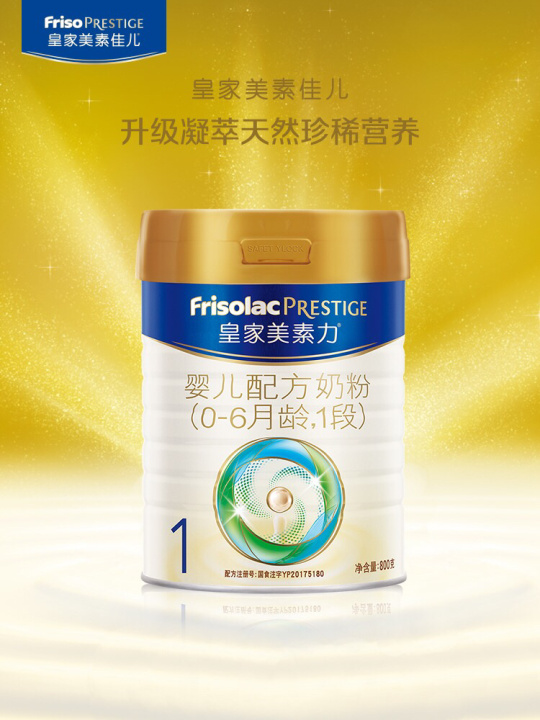 Friso PRESTIGE
皇家美素佳儿
皇家美素佳儿
升级凝萃天然珍稀营养
Frisolac PRESTIGE
皇家美素力
婴儿配方奶粉
(0-6月龄,1段)
1
配方注册号:国食注字YP20175180
净含量:800克